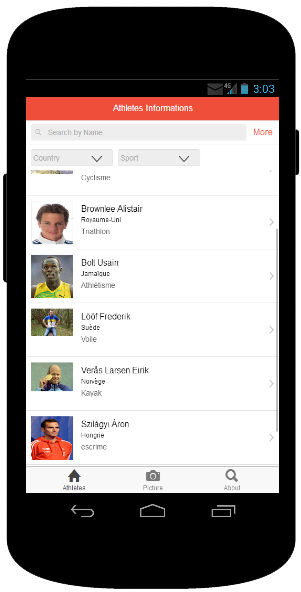 4G 3:03
Athletes Informations
Search by Name More
Country Sport
Cyclisme
Brownlee Alistair
Royaume-Uni
Triathlon
Bolt Usain
Jamaïque
Athlétisme
Lööf Frederik
Suède
Voile
Verås Larsen Eirik
Norvège
Kayak
Szilágyi Áron
Hongrie
escrime
Athletes Picture About